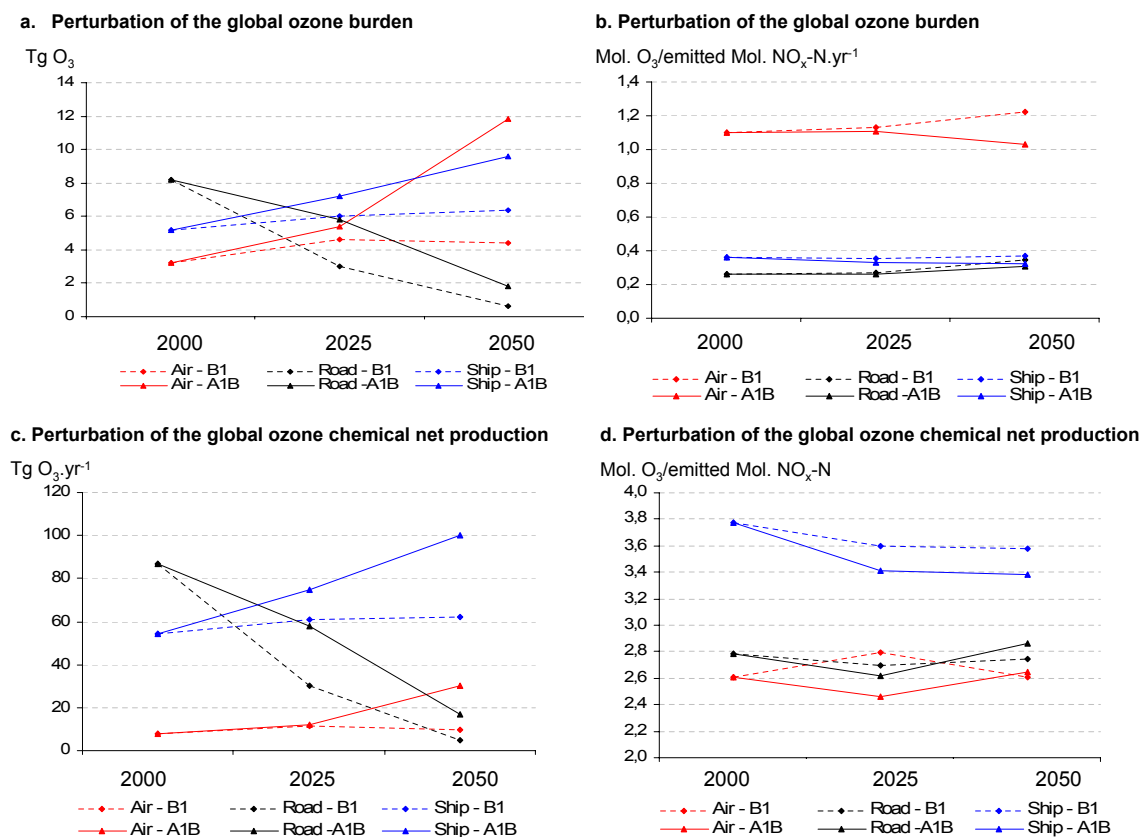 a. Perturbation of the global ozone burden
Tg O₃
14
12
10
8
6
4
2
0
2000 2025 2050
Air - B1 Road - B1 Ship - B1
Air - A1B Road -A1B Ship - A1B
b. Perturbation of the global ozone burden
Mol. O₃/emitted Mol. NOₓ-N.yr⁻¹
1,4
1,2
1,0
0,8
0,6
0,4
0,2
0,0
2000 2025 2050
Air - B1 Road - B1 Ship - B1
Air - A1B Road -A1B Ship - A1B
c. Perturbation of the global ozone chemical net production
Tg O₃.yr⁻¹
120
100
80
60
40
20
0
2000 2025 2050
Air - B1 Road - B1 Ship - B1
Air - A1B Road -A1B Ship - A1B
d. Perturbation of the global ozone chemical net production
Mol. O₃/emitted Mol. NOₓ-N
4,0
3,8
3,6
3,4
3,2
3,0
2,8
2,6
2,4
2,2
2,0
2000 2025 2050
Air - B1 Road - B1 Ship - B1
Air - A1B Road -A1B Ship - A1B